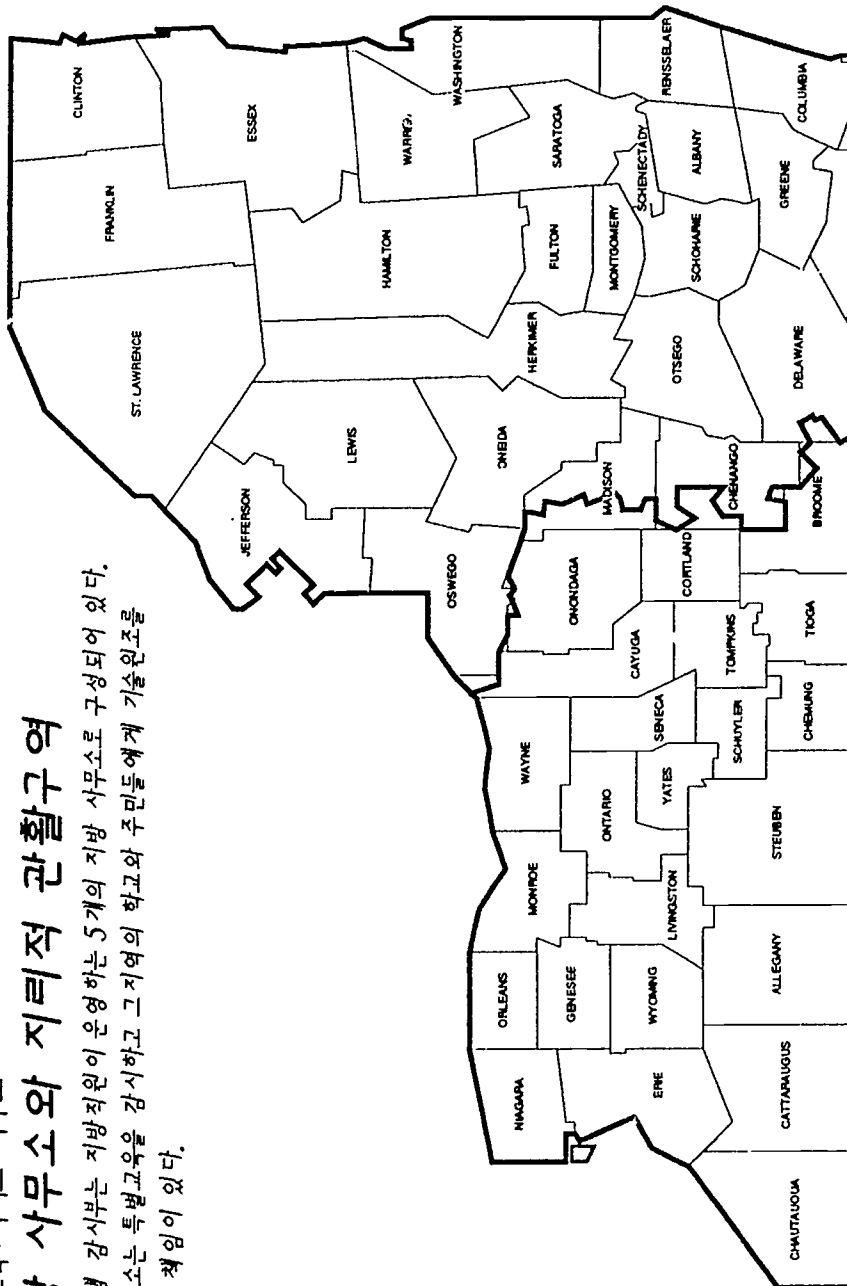 사무소와 지리적 관활구역
감시부는 지방직원이 운영하는 5개의 지방 사무소로 구성되어 있다.
특별교육을 감시하고 그지역의 학교와 주민들에게 기술원조를
책임이 있다.
CLINTON
FRANKLIN
ST. LAWRENCE
ESSEX
JEFFERSON
LEWIS
HAMILTON
WARREN
WASHINGTON
OSWEGO
ONEIDA
HERKIMER
FULTON
SARATOGA
NIAGARA
ORLEANS
MONROE
WAYNE
ONONDAGA
MADISON
MONTGOMERY
SCHENECTADY
RENSSELAER
GENESEE
ONTARIO
CAYUGA
ERIE
WYOMING
LIVINGSTON
YATES
SENECA
CORTLAND
OTSEGO
SCHOHARIE
ALBANY
SCHUYLER
TOMPKINS
CHENANGO
GREENE
COLUMBIA
CHAUTAUQUA
CATTARAUGUS
ALLEGANY
STEUBEN
CHEMUNG
TIOGA
BROOME
DELAWARE